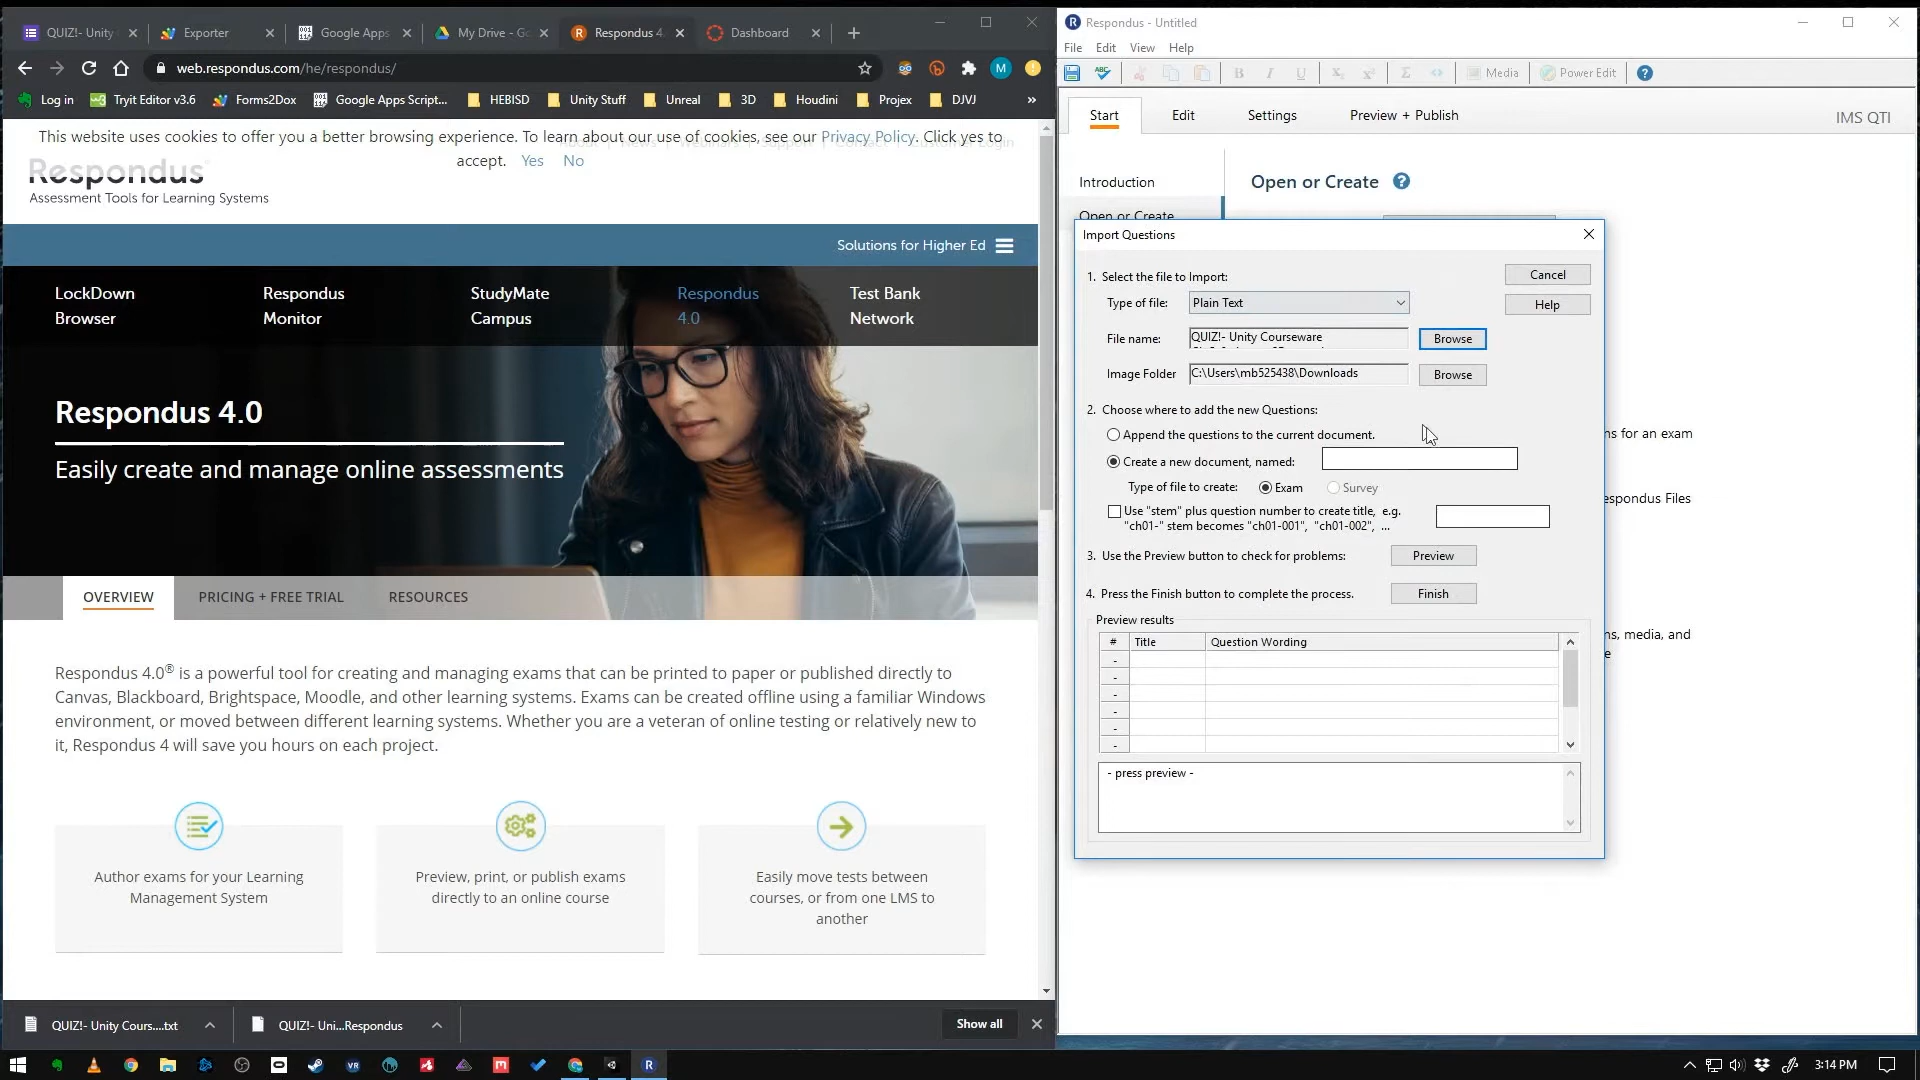 QUIZ!- Unity
Exporter
Google Apps
My Drive - Go
Respondus 4
Dashboard
web.respondus.com/he/respondus/
M
Log in
Tryit Editor v3.6
Forms2Dox
Google Apps Script...
HEBISD
Unity Stuff
Unreal
3D
Houdini
Projex
DJVJ
»
This website uses cookies to offer you a better browsing experience. To learn about our use of cookies, see our Privacy Policy. Click yes to
accept. Yes No
Respondus
Assessment Tools for Learning Systems
Solutions for Higher Ed
LockDown
Browser
Respondus
Monitor
StudyMate
Campus
Respondus
4.0
Test Bank
Network
Respondus 4.0
Easily create and manage online assessments
OVERVIEW
PRICING + FREE TRIAL
RESOURCES
Respondus 4.0® is a powerful tool for creating and managing exams that can be printed to paper or published directly to
Canvas, Blackboard, Brightspace, Moodle, and other learning systems. Exams can be created offline using a familiar Windows
environment, or moved between different learning systems. Whether you are a veteran of online testing or relatively new to
it, Respondus 4 will save you hours on each project.
Author exams for your Learning
Management System
Preview, print, or publish exams
directly to an online course
Easily move tests between
courses, or from one LMS to
another
QUIZ!- Unity Cours....txt
QUIZ!- Uni...Respondus
Show all
Respondus - Untitled
File
Edit
View
Help
ABC
B
I
U
Media
Power Edit
Start
Edit
Settings
Preview + Publish
IMS QTI
Introduction
Open or Create
Open or Create
ns for an exam
espondus Files
ns, media, and
e
Import Questions
1. Select the file to Import:
Cancel
Type of file:
Plain Text
Help
File name:
QUIZ!- Unity Courseware
Browse
Image Folder
C:\Users\mb525438\Downloads
Browse
2. Choose where to add the new Questions:
Append the questions to the current document.
Create a new document, named:
Type of file to create:
Exam
Survey
Use "stem" plus question number to create title, e.g.
"ch01-" stem becomes "ch01-001", "ch01-002", ...
3. Use the Preview button to check for problems:
Preview
4. Press the Finish button to complete the process.
Finish
Preview results
#
Title
Question Wording
-
-
-
-
-
-
- press preview -
VR
R
3:14 PM